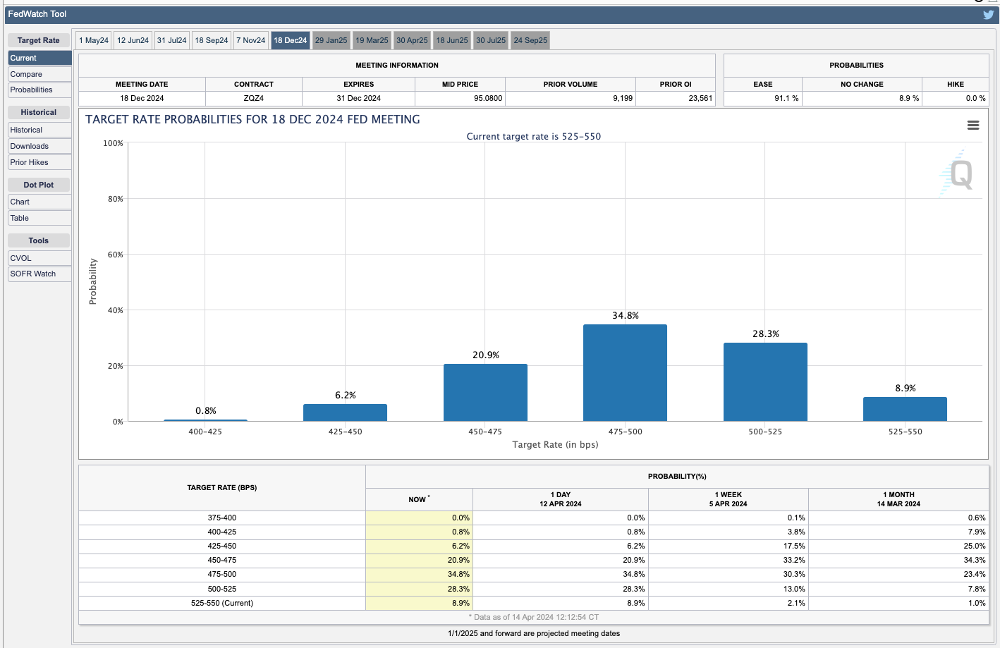 FedWatch Tool
Target Rate
Current
Compare
Probabilities
Historical
Historical
Downloads
Prior Hikes
Dot Plot
Chart
Table
Tools
CVOL
SOFR Watch
1 May24 12 Jun24 31 Jul24 18 Sep24 7 Nov24 18 Dec24 29 Jan25 19 Mar25 30 Apr25 18 Jun25 30 Jul25 24 Sep25
MEETING INFORMATION
MEETING DATE CONTRACT EXPIRES MID PRICE PRIOR VOLUME PRIOR OI
18 Dec 2024 ZQZ4 31 Dec 2024 95.0800 9,199 23,561
PROBABILITIES
EASE NO CHANGE HIKE
91.1 % 8.9 % 0.0 %
TARGET RATE PROBABILITIES FOR 18 DEC 2024 FED MEETING
Current target rate is 525-550
Q
Probability
100%
80%
60%
40%
20%
0%
0.8% 6.2% 20.9% 34.8% 28.3% 8.9%
400-425 425-450 450-475 475-500 500-525 525-550
Target Rate (in bps)
TARGET RATE (BPS) PROBABILITY(%)
NOW * 1 DAY 1 WEEK 1 MONTH
12 APR 2024 5 APR 2024 14 MAR 2024
375-400 0.0% 0.0% 0.1% 0.6%
400-425 0.8% 0.8% 3.8% 7.9%
425-450 6.2% 6.2% 17.5% 25.0%
450-475 20.9% 20.9% 33.2% 34.3%
475-500 34.8% 34.8% 30.3% 23.4%
500-525 28.3% 28.3% 13.0% 7.8%
525-550 (Current) 8.9% 8.9% 2.1% 1.0%
* Data as of 14 Apr 2024 12:12:54 CT
1/1/2025 and forward are projected meeting dates